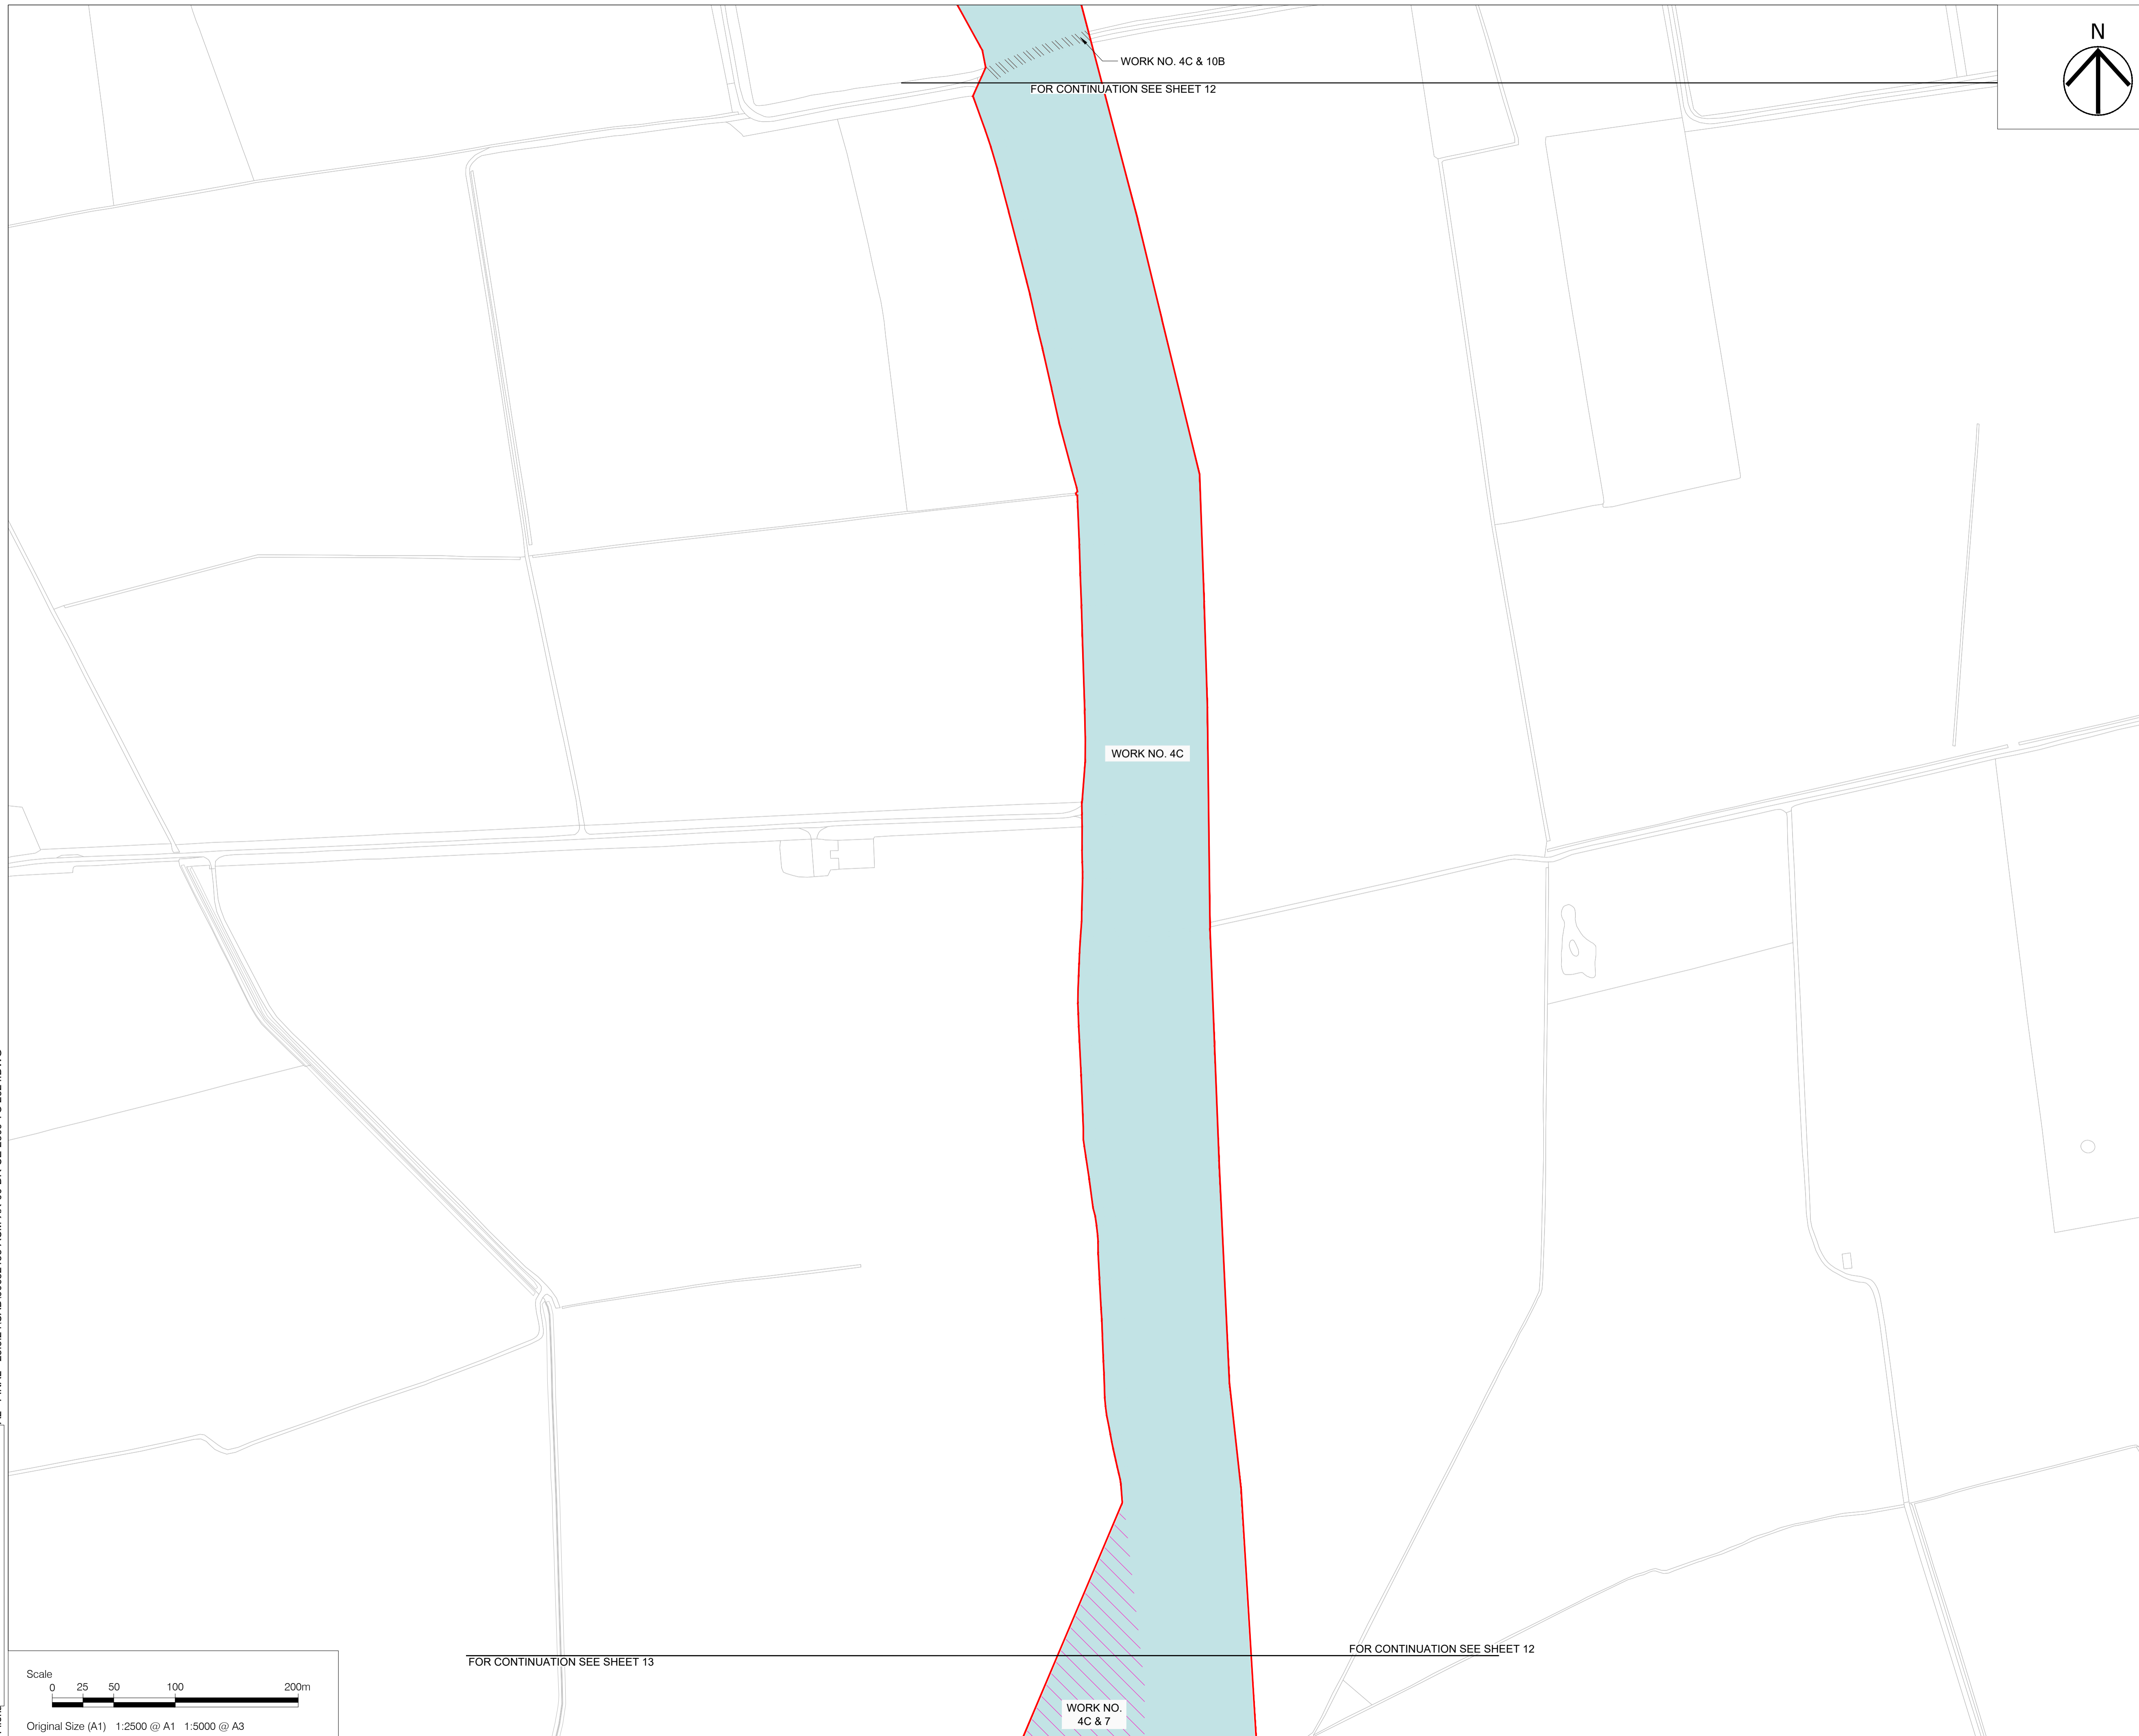 N
WORK NO. 4C & 10B
FOR CONTINUATION SEE SHEET 12
WORK NO. 4C
FOR CONTINUATION SEE SHEET 12
FOR CONTINUATION SEE SHEET 13
WORK NO.
4C & 7
Scale
0 25 50 100 200m
Original Size (A1) 1:2500 @ A1 1:5000 @ A3